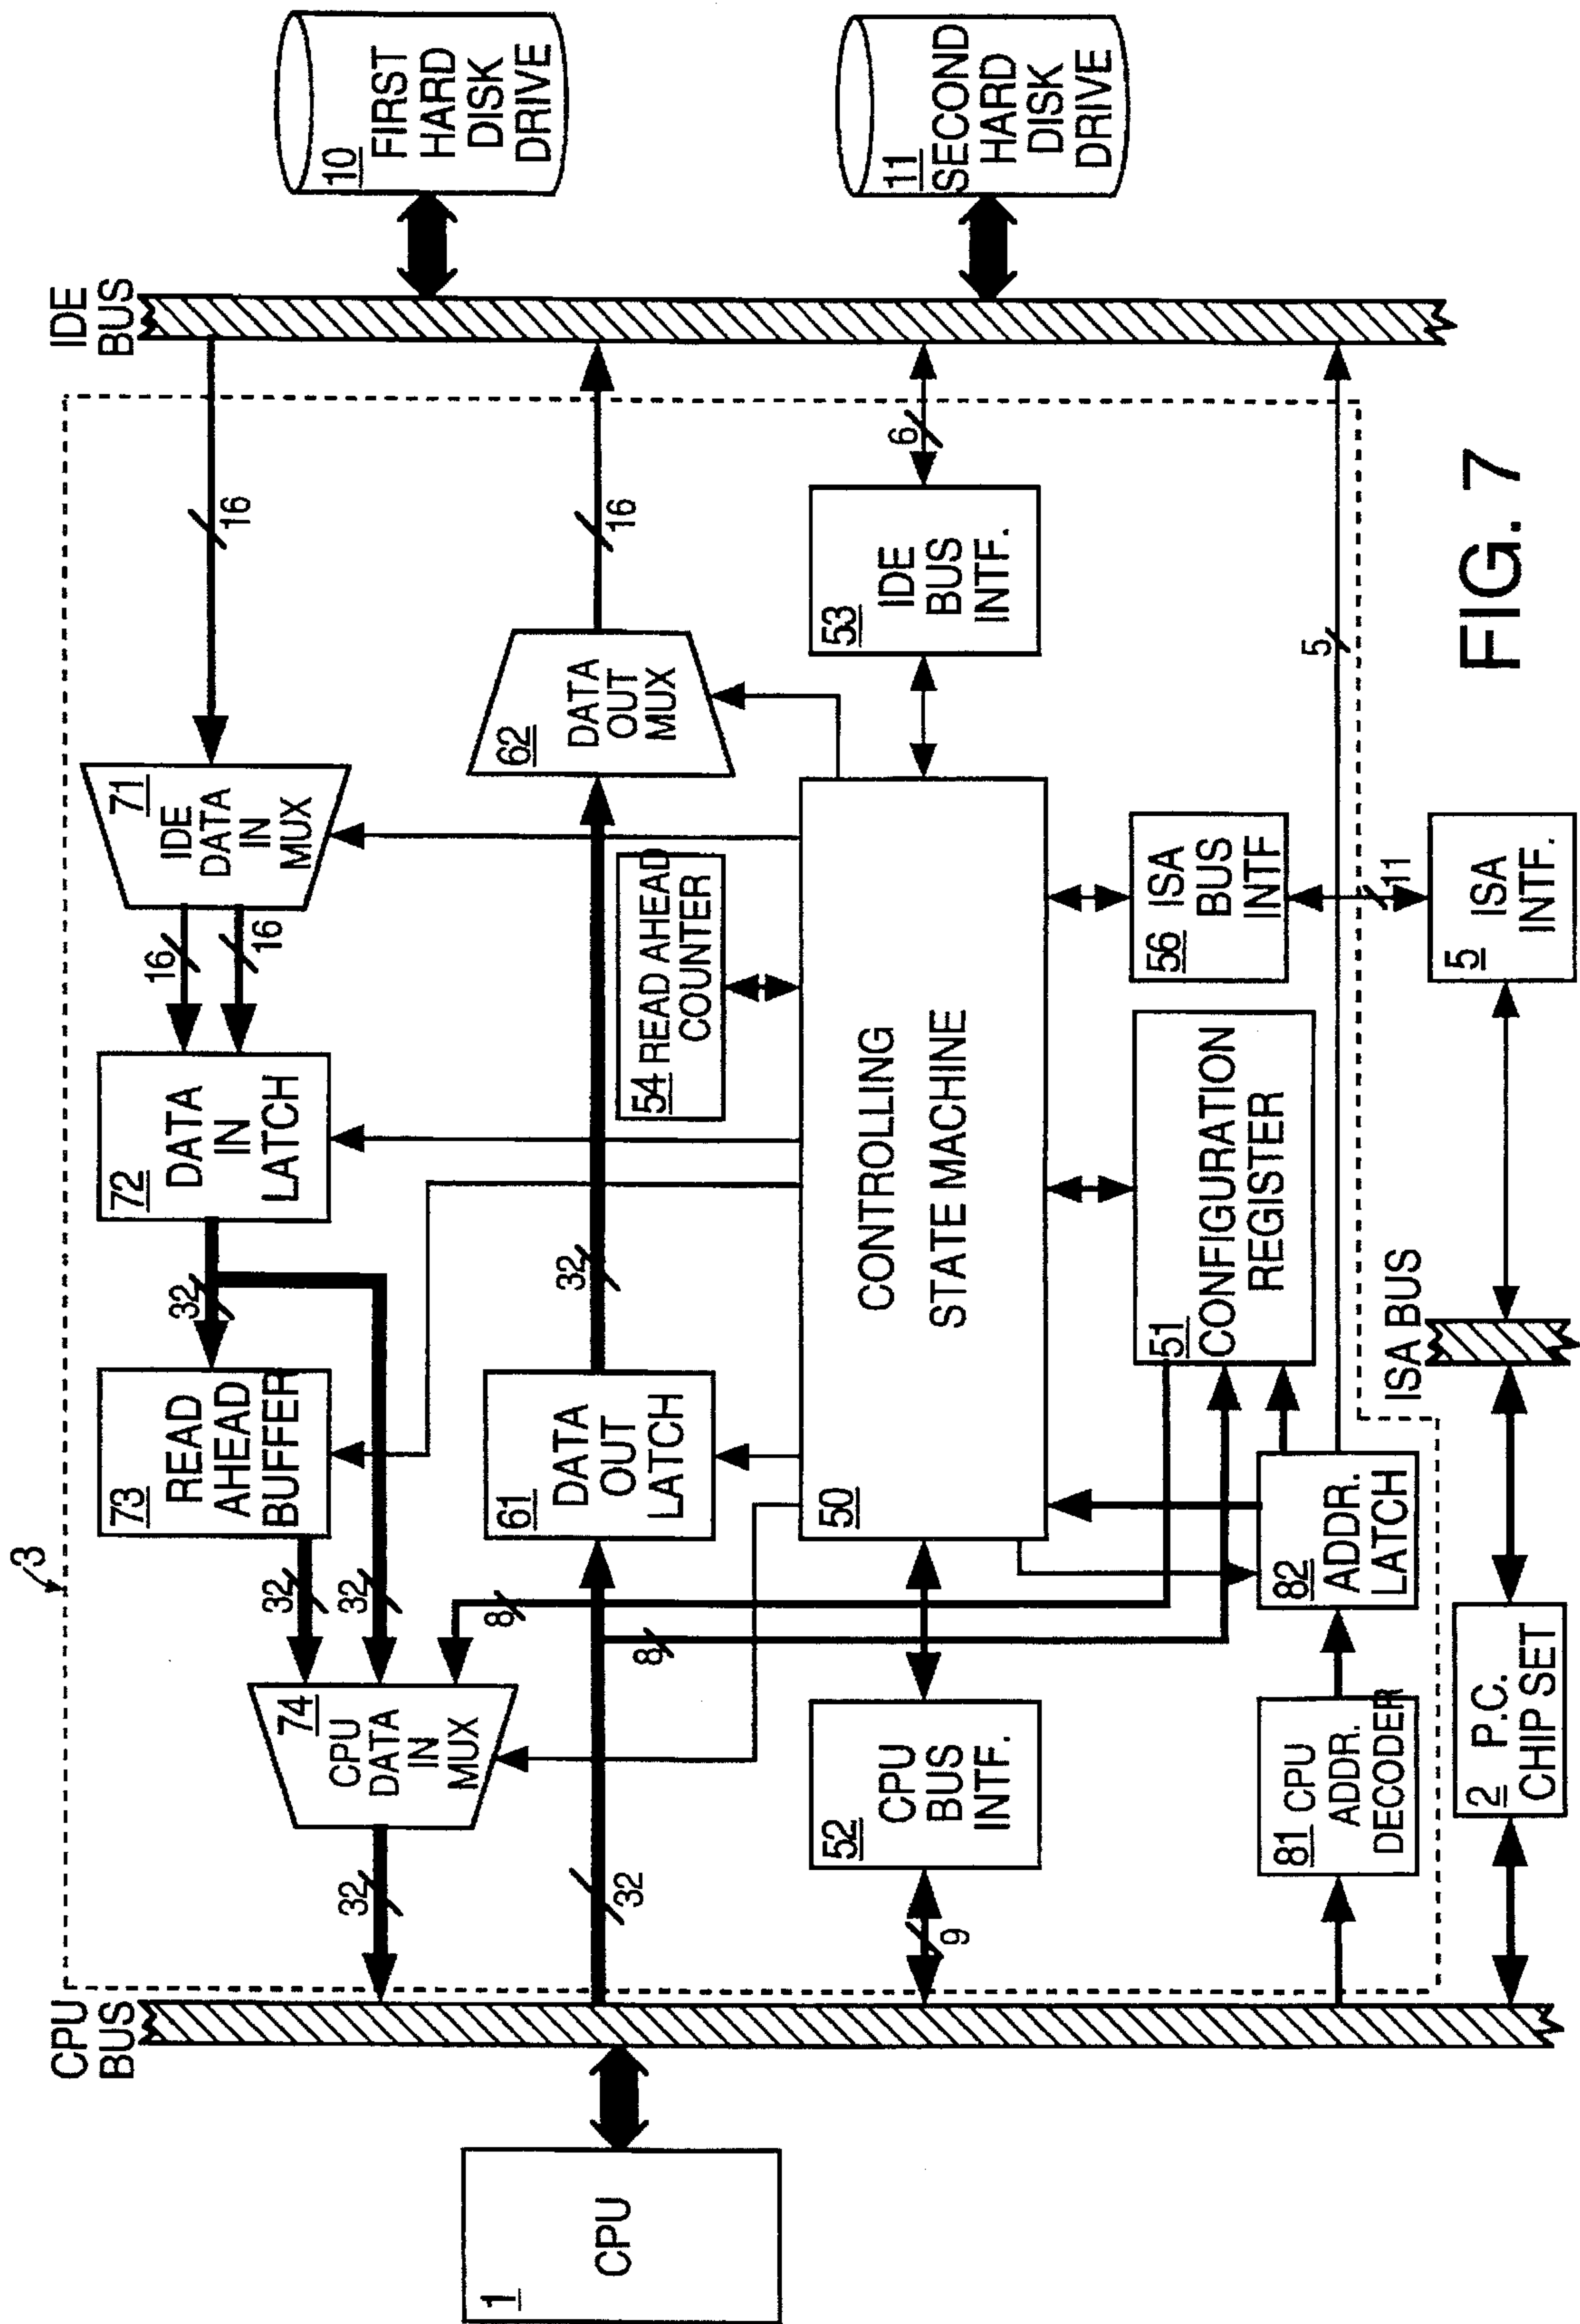 3
CPU
BUS
IDE
BUS
1
CPU
10
FIRST
HARD
DISK
DRIVE
11
SECOND
HARD
DISK
DRIVE
32
74
CPU
DATA
IN
MUX
32
32
8
73
READ
AHEAD
BUFFER
32
72
DATA
IN
LATCH
16
16
71
IDE
DATA
IN
MUX
16
32
8
61
DATA
OUT
LATCH
32
54 READ AHEAD
COUNTER
62
DATA
OUT
MUX
16
9
52
CPU
BUS
INTF.
50
CONTROLLING
STATE MACHINE
53
IDE
BUS
INTF.
6
81 CPU
ADDR.
DECODER
82
ADDR.
LATCH
51
CONFIGURATION
REGISTER
56
ISA
BUS
INTF
5
11
2
P.C.
CHIP SET
ISA BUS
5
ISA
INTF.
FIG. 7